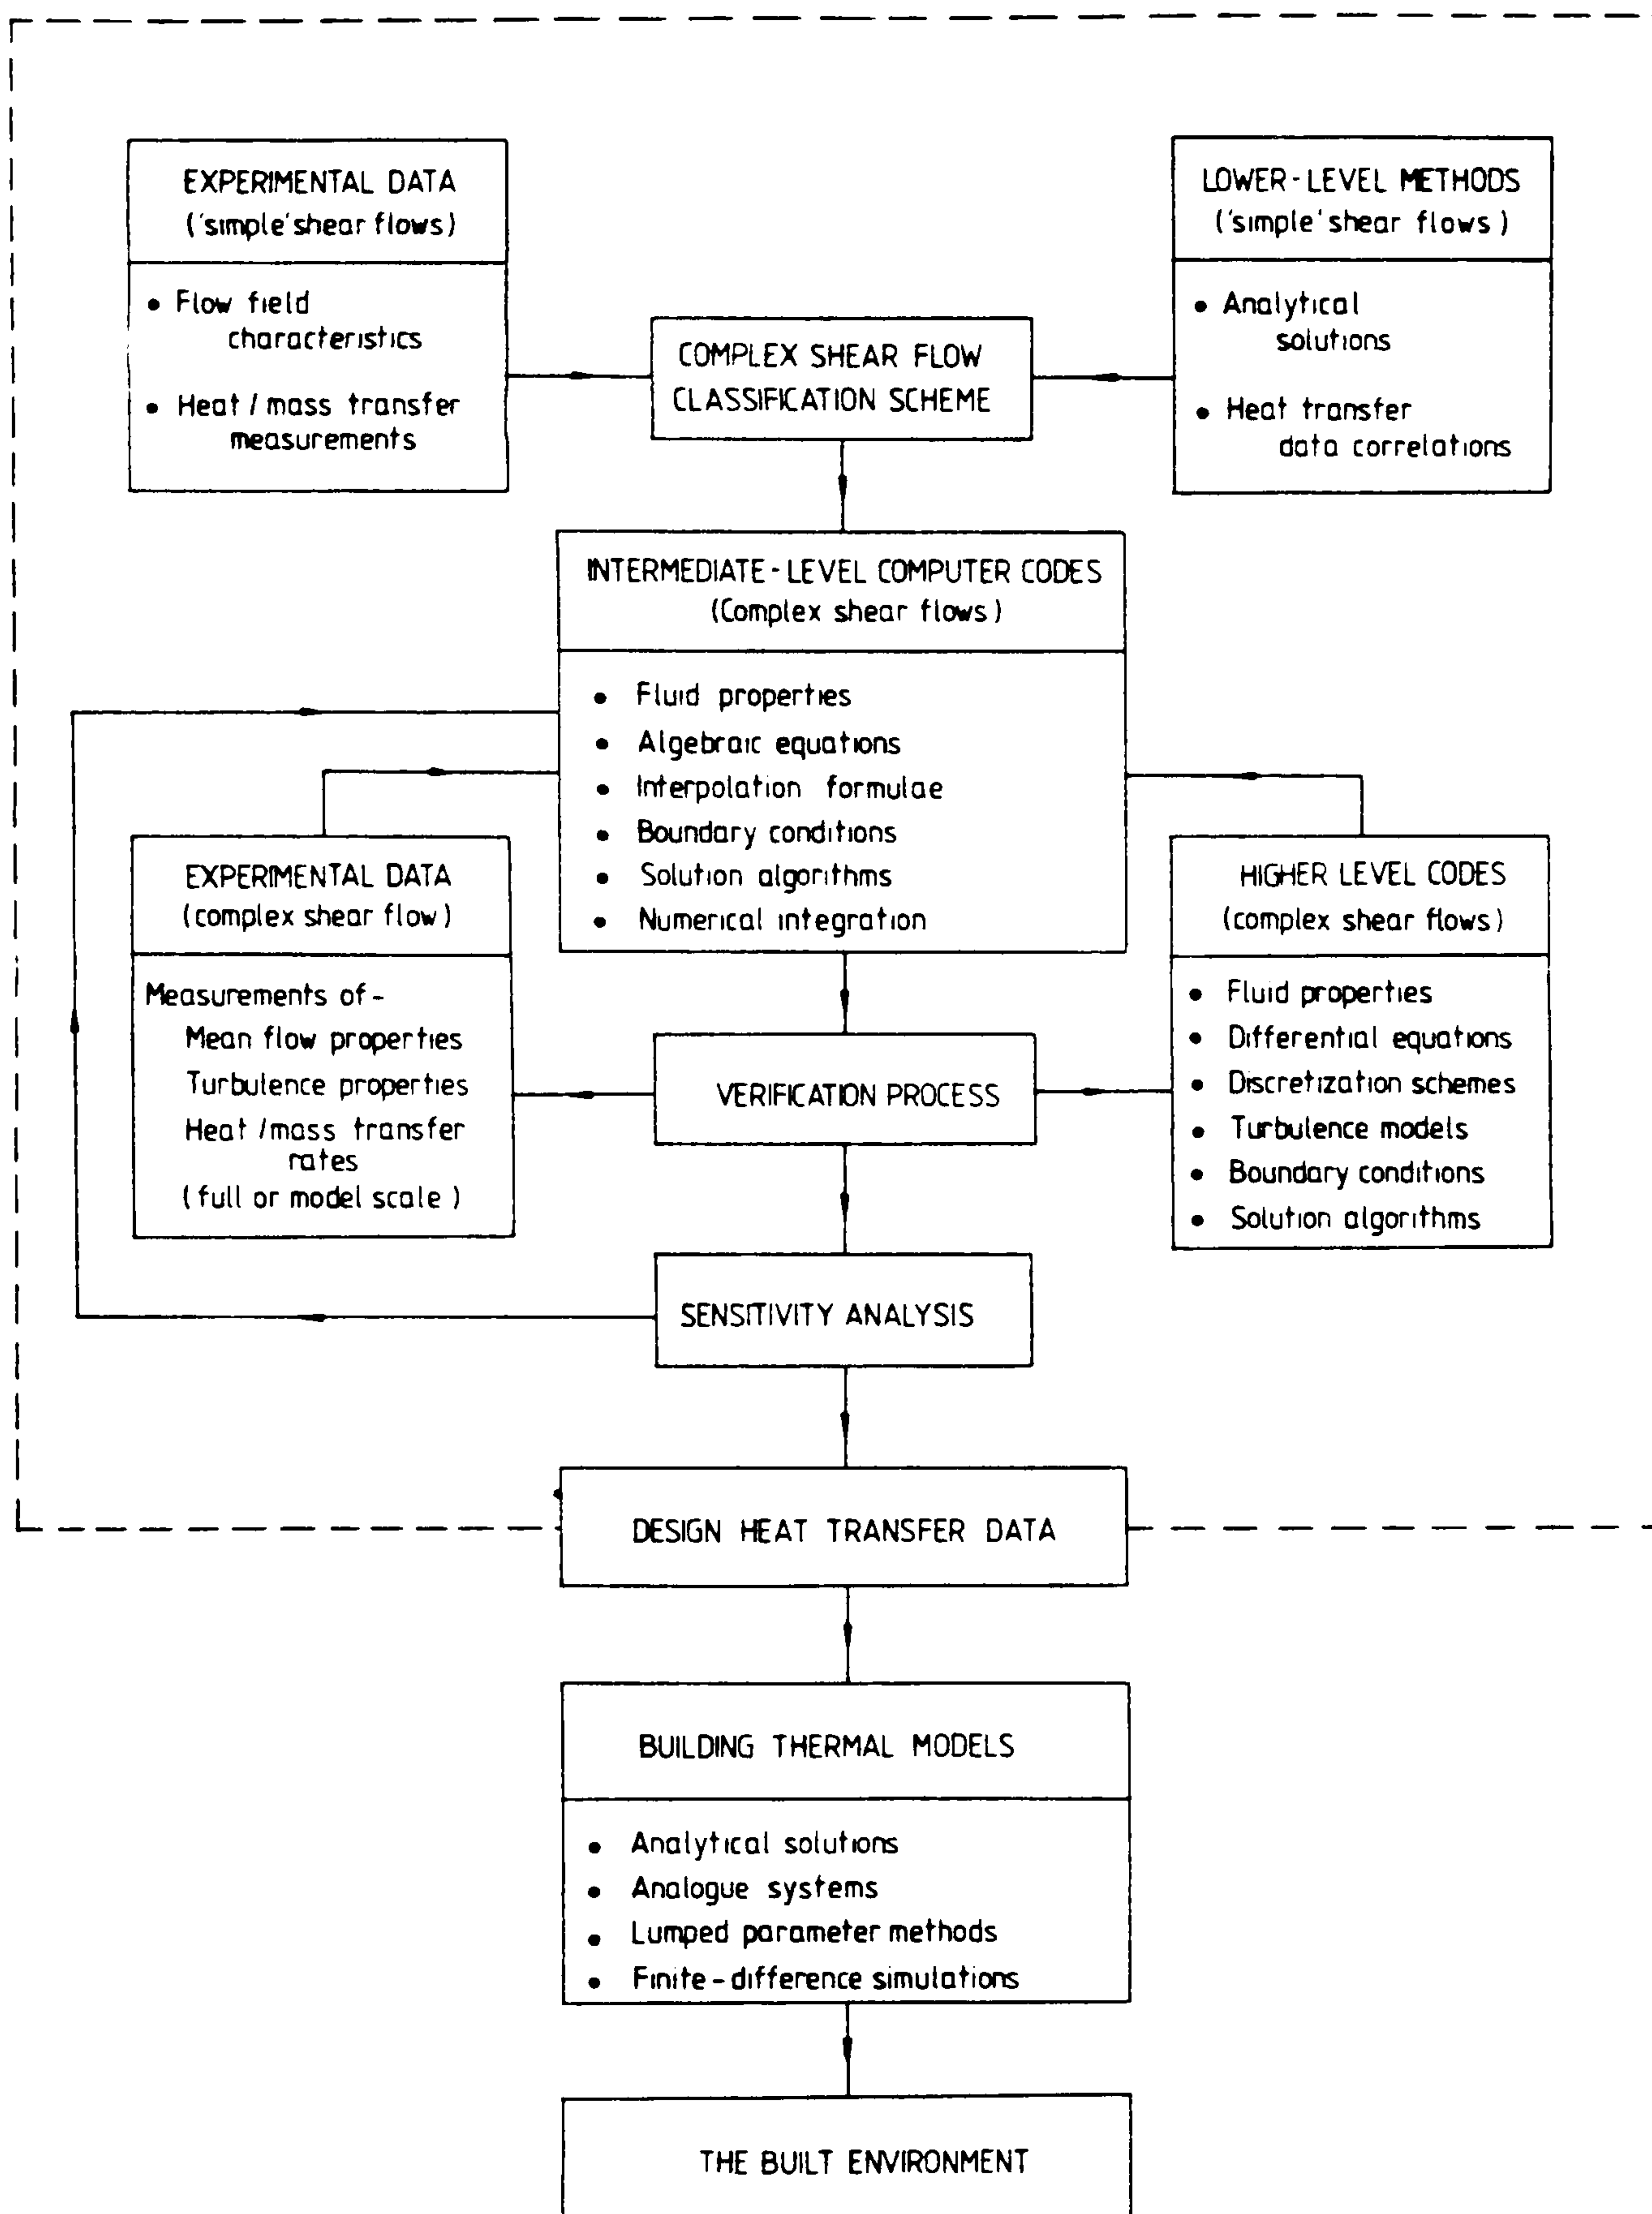 EXPERIMENTAL DATA
('simple' shear flows)
• Flow field
characteristics
• Heat / mass transfer
measurements
LOWER-LEVEL METHODS
('simple' shear flows)
• Analytical
solutions
• Heat transfer
data correlations
COMPLEX SHEAR FLOW
CLASSIFICATION SCHEME
INTERMEDIATE-LEVEL COMPUTER CODES
(Complex shear flows)
• Fluid properties
• Algebraic equations
• Interpolation formulae
• Boundary conditions
• Solution algorithms
• Numerical integration
EXPERIMENTAL DATA
(complex shear flow)
Measurements of-
Mean flow properties
Turbulence properties
Heat /mass transfer
rates
(full or model scale)
HIGHER LEVEL CODES
(complex shear flows)
• Fluid properties
• Differential equations
• Discretization schemes
• Turbulence models
• Boundary conditions
• Solution algorithms
VERIFICATION PROCESS
SENSITIVITY ANALYSIS
DESIGN HEAT TRANSFER DATA
BUILDING THERMAL MODELS
• Analytical solutions
• Analogue systems
• Lumped parameter methods
• Finite-difference simulations
THE BUILT ENVIRONMENT